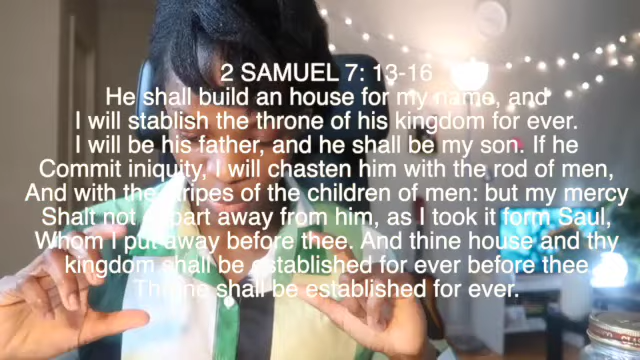 2 SAMUEL 7: 13-16
He shall build an house for my name, and
I will stablish the throne of his kingdom for ever.
I will be his father, and he shall be my son. If he
Commit iniquity, I will chasten him with the rod of men,
And with the stripes of the children of men: but my mercy
Shalt not depart away from him, as I took it form Saul,
Whom I put away before thee. And thine house and thy
kingdom shall be established for ever before thee
Throne shall be established for ever.